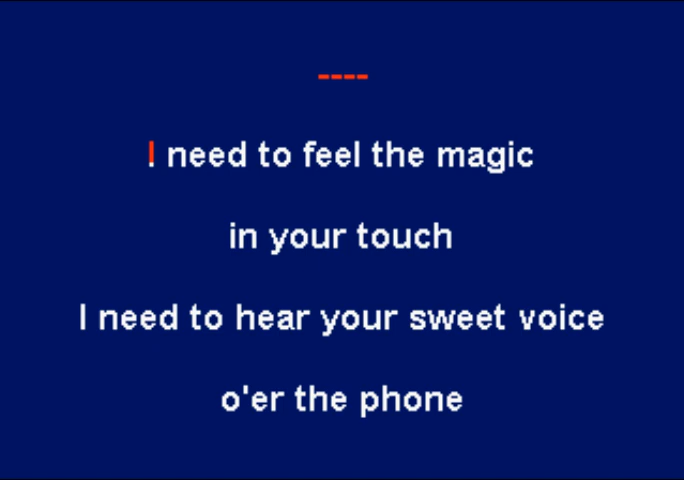 ----
I need to feel the magic
in your touch
I need to hear your sweet voice
o'er the phone